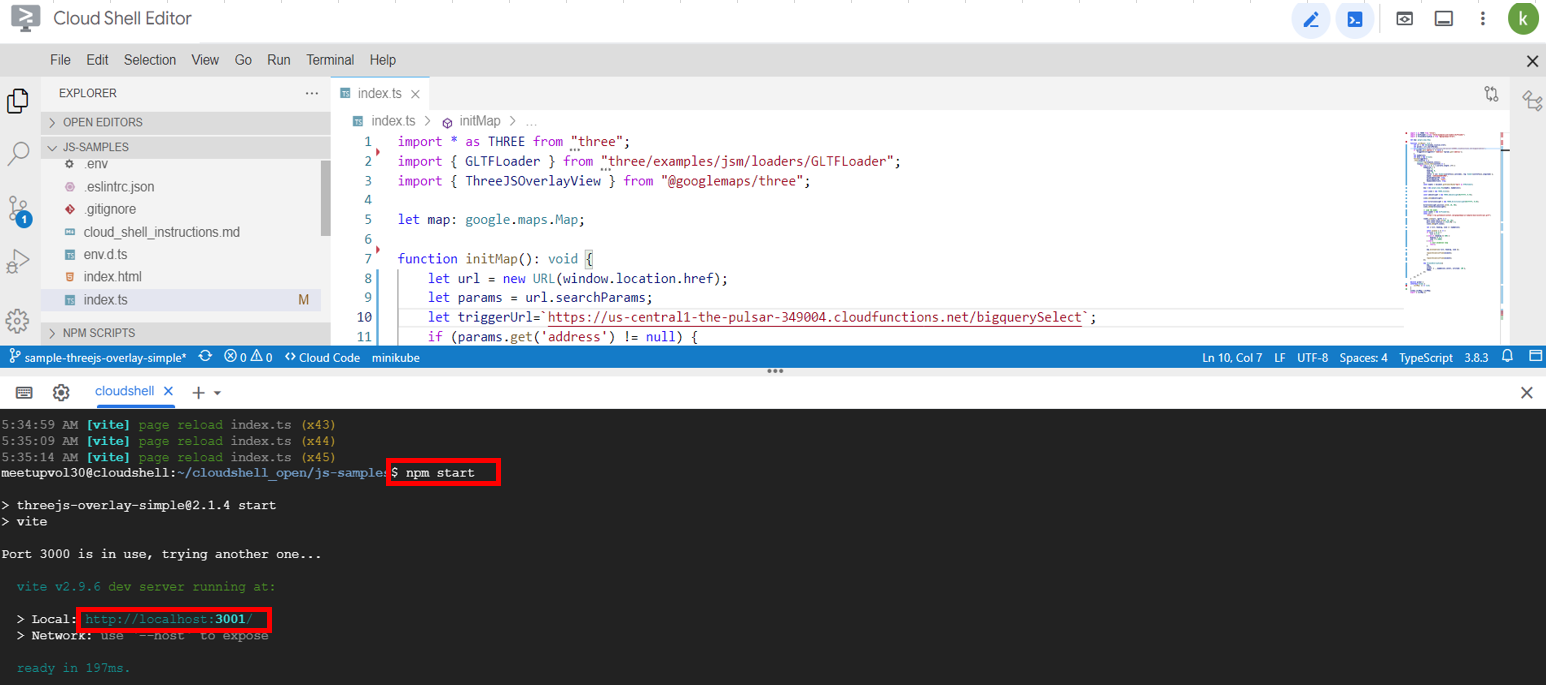 Cloud Shell Editor
k
File Edit Selection View Go Run Terminal Help
EXPLORER ...
OPEN EDITORS
JS-SAMPLES
.env
.eslintrc.json
.gitignore
cloud_shell_instructions.md
env.d.ts
index.html
index.ts M
NPM SCRIPTS
1
TS index.ts
TS index.ts > initMap > ...
1 import * as THREE from "three";
2 import { GLTFLoader } from "three/examples/jsm/loaders/GLTFLoader";
3 import { ThreeJSOverlayView } from "@googlemaps/three";
4
5 let map: google.maps.Map;
6
7 function initMap(): void {
8 let url = new URL(window.location.href);
9 let params = url.searchParams;
10 let triggerUrl=`https://us-central1-the-pulsar-349004.cloudfunctions.net/bigquerySelect`;
11 if (params.get('address') != null) {
sample-threejs-overlay-simple* 0 0 Cloud Code minikube Ln 10, Col 7 LF UTF-8 Spaces: 4 TypeScript 3.8.3
cloudshell
5:34:59 AM [vite] page reload index.ts (x43)
5:35:09 AM [vite] page reload index.ts (x44)
5:35:14 AM [vite] page reload index.ts (x45)
meetupvol30@cloudshell:~/cloudshell_open/js-samples$ npm start
> threejs-overlay-simple@2.1.4 start
> vite
Port 3000 is in use, trying another one...
vite v2.9.6 dev server running at:
> Local: http://localhost:3001/
> Network: use `--host` to expose
ready in 197ms.